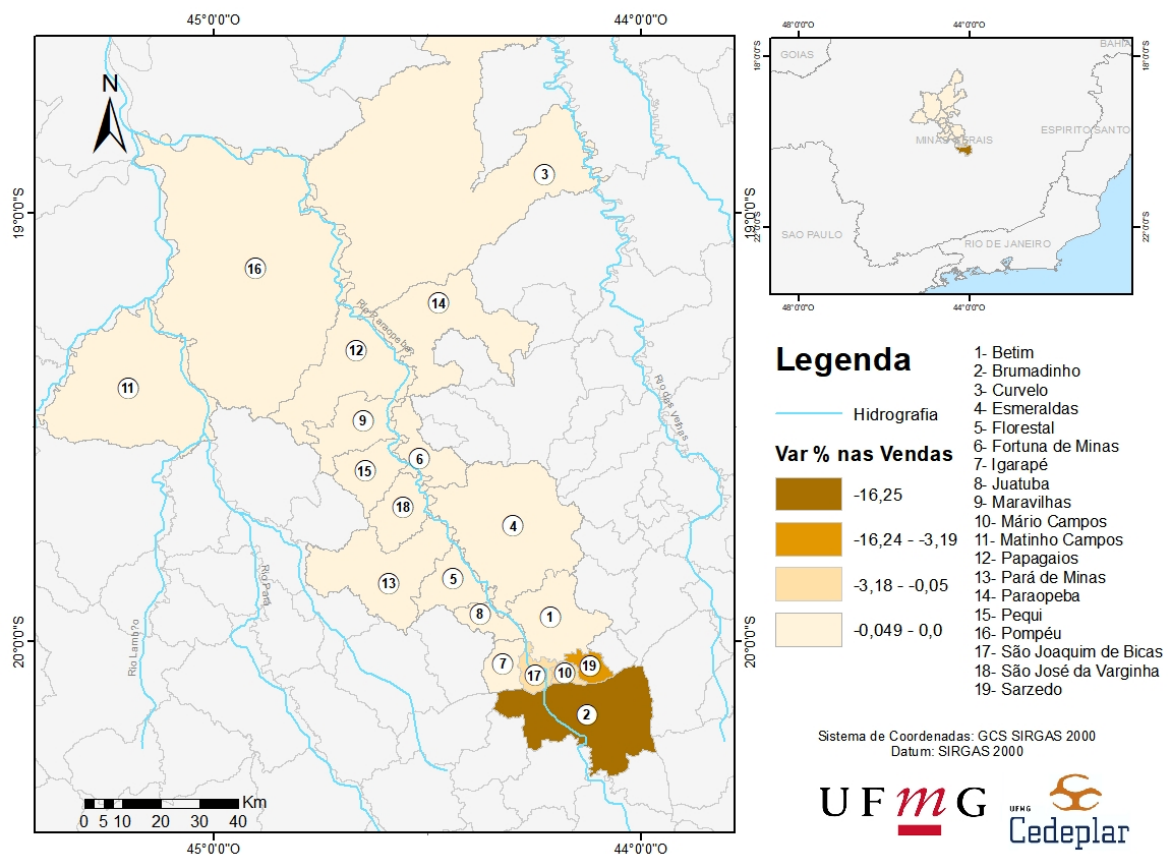 45°0'0"O
44°0'0"O
N
19°0'0"S
20°0'0"S
19°0'0"S
20°0'0"S
3
16
14
12
11
9
6
15
18
4
13
5
8
1
7
17
10
19
2
Rio Paraopeba
Rio das Velhas
Rio Pará
Rio Lamb?o
Km
0 5 10 20 30 40
45°0'0"O
44°0'0"O
48°0'0"O
44°0'0"O
18°0'0"S
22°0'0"S
18°0'0"S
22°0'0"S
GOIAS
BAHIA
MINAS GERAIS
ESPIRITO SANTO
SAO PAULO
RIO DE JANEIRO
48°0'0"O
44°0'0"O
Legenda
Hidrografia
Var % nas Vendas
-16,25
-16,24 - -3,19
-3,18 - -0,05
-0,049 - 0,0
1- Betim
2- Brumadinho
3- Curvelo
4- Esmeraldas
5- Florestal
6- Fortuna de Minas
7- Igarapé
8- Juatuba
9- Maravilhas
10- Mário Campos
11- Matinho Campos
12- Papagaios
13- Pará de Minas
14- Paraopeba
15- Pequi
16- Pompéu
17- São Joaquim de Bicas
18- São José da Varginha
19- Sarzedo
Sistema de Coordenadas: GCS SIRGAS 2000
Datum: SIRGAS 2000
UFmG
UFMG
Cedeplar